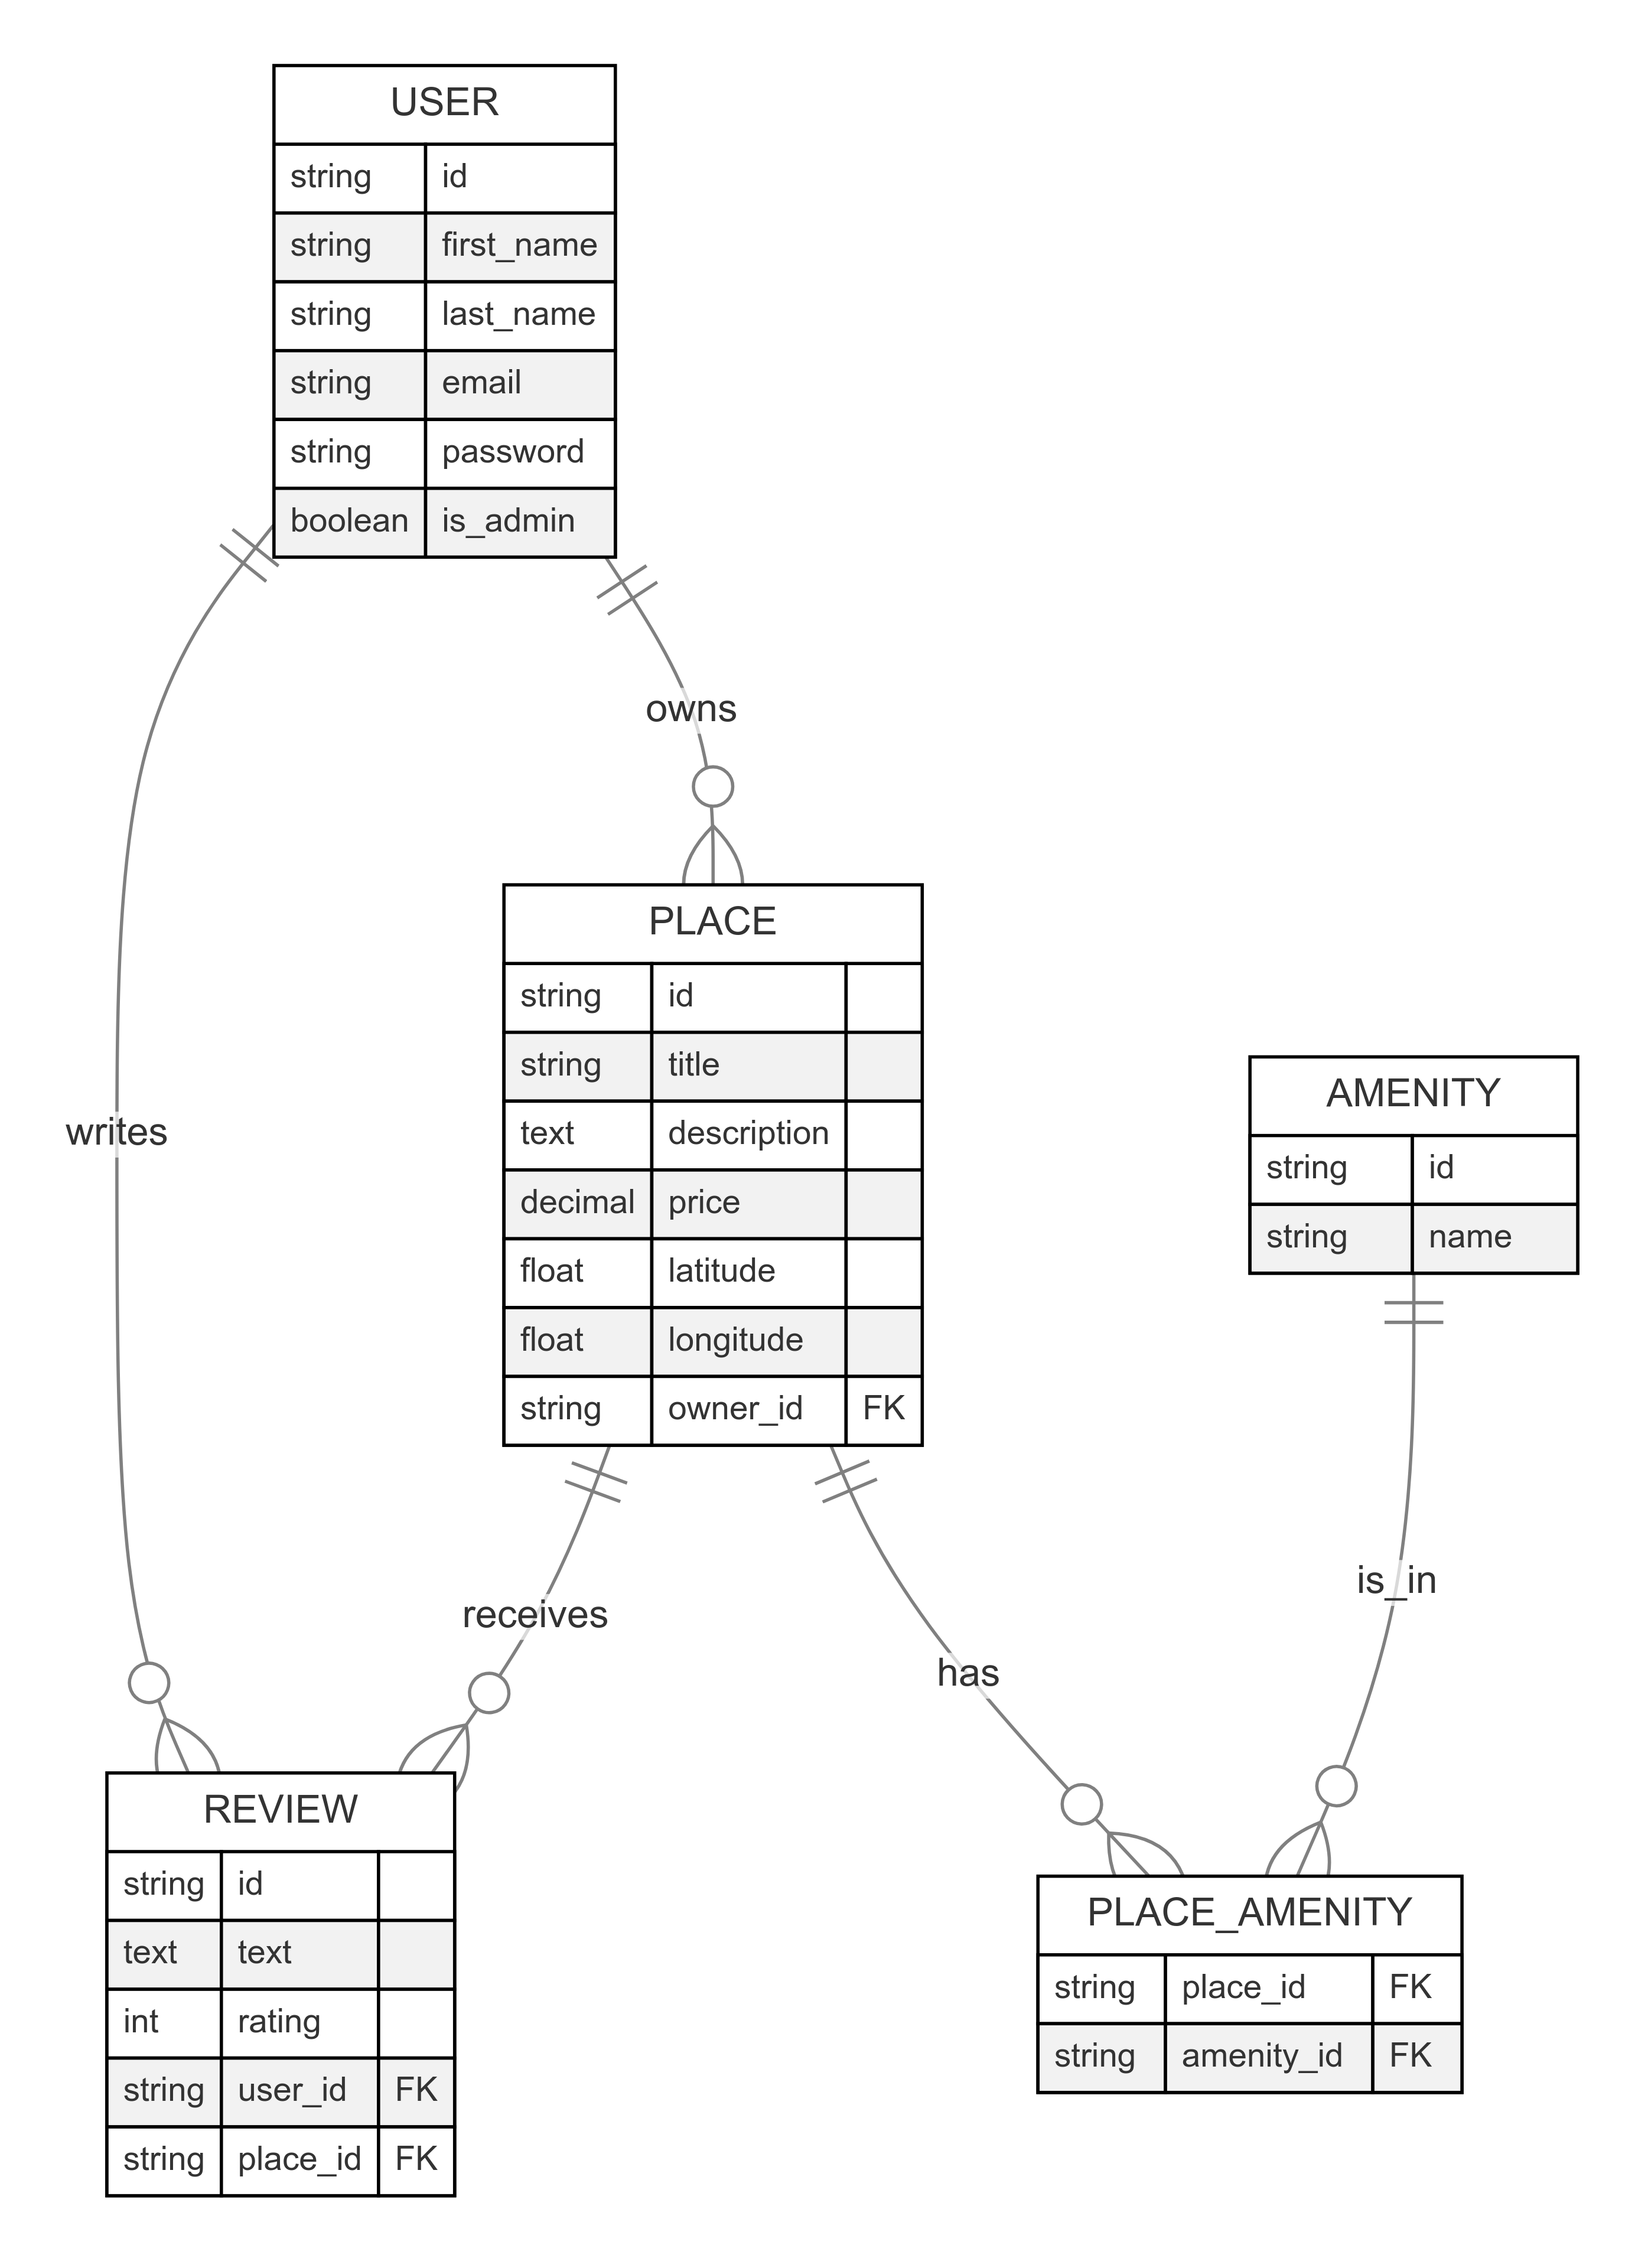 USER
string id
string first_name
string last_name
string email
string password
boolean is_admin
owns
PLACE
string id
string title
text description
decimal price
float latitude
float longitude
string owner_id FK
AMENITY
string id
string name
writes
receives
has
is_in
REVIEW
string id
text text
int rating
string user_id FK
string place_id FK
PLACE_AMENITY
string place_id FK
string amenity_id FK